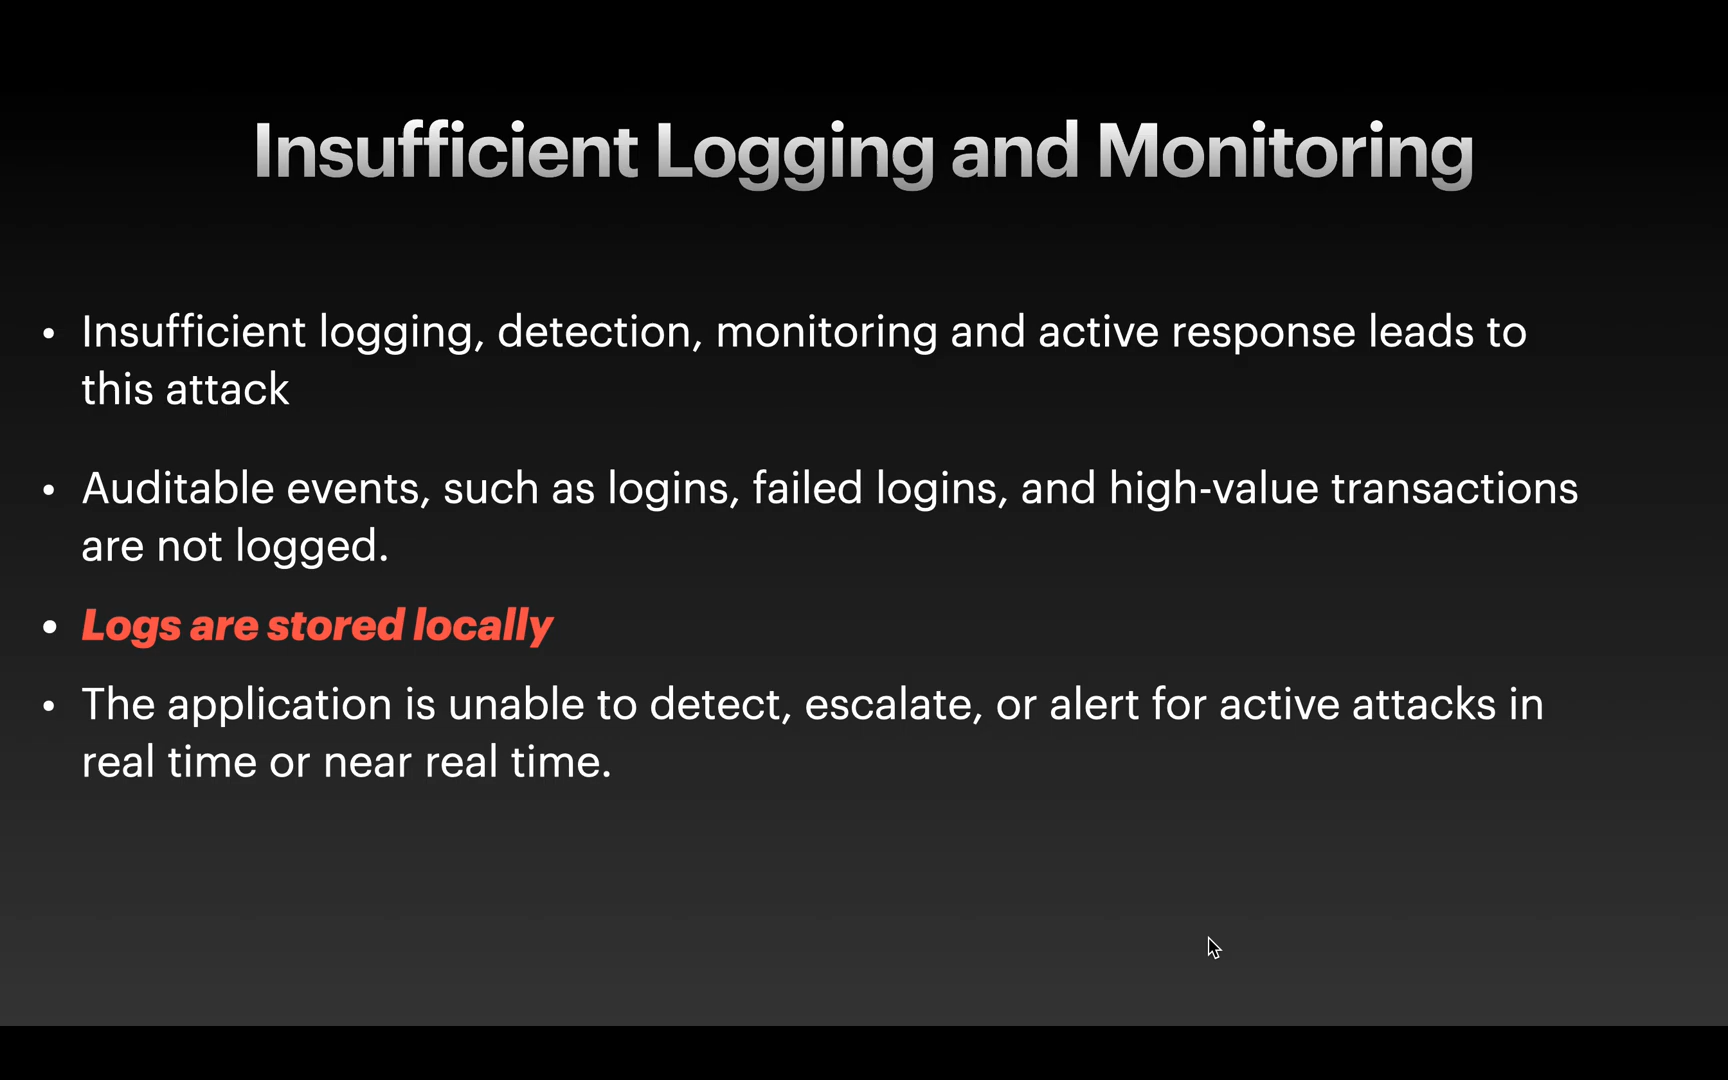 Insufficient Logging and Monitoring
• Insufficient logging, detection, monitoring and active response leads to
this attack
• Auditable events, such as logins, failed logins, and high-value transactions
are not logged.
• Logs are stored locally
• The application is unable to detect, escalate, or alert for active attacks in
real time or near real time.